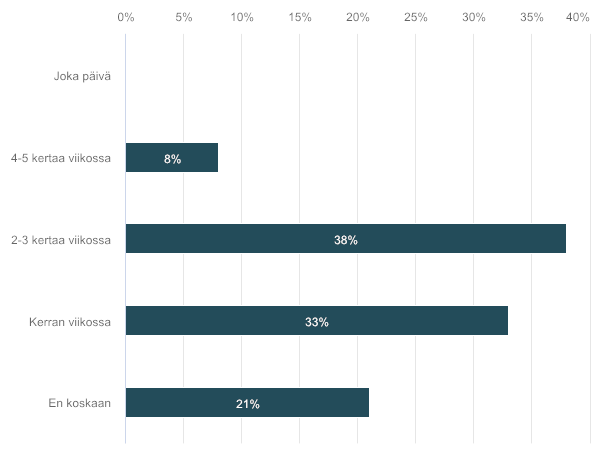 0% 5% 10% 15% 20% 25% 30% 35% 40%
Joka päivä
4-5 kertaa viikossa 8%
2-3 kertaa viikossa 38%
Kerran viikossa 33%
En koskaan 21%